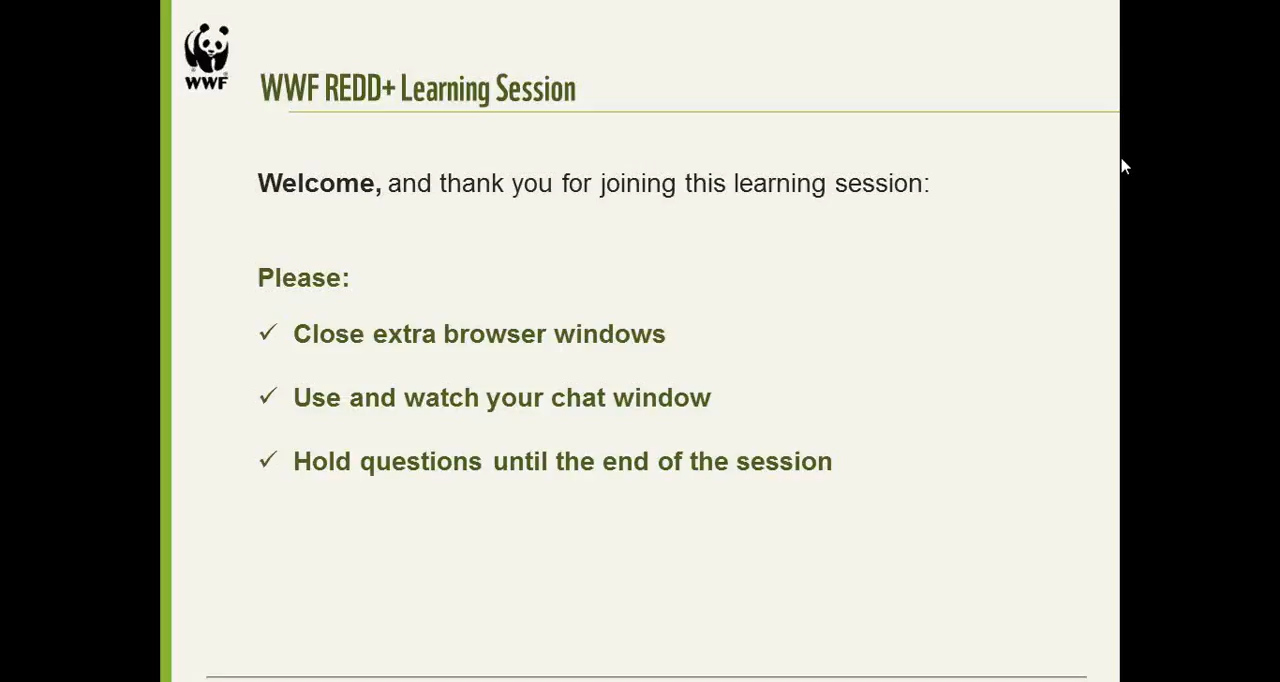 WWF
WWF REDD+ Learning Session
Welcome, and thank you for joining this learning session:
Please:
✓ Close extra browser windows
✓ Use and watch your chat window
✓ Hold questions until the end of the session